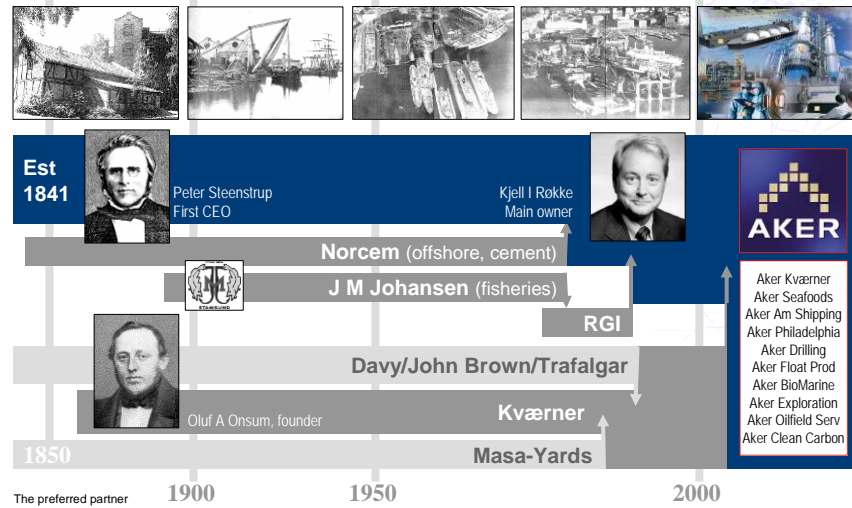 Est
1841
Peter Steenstrup
First CEO
Kjell I Røkke
Main owner
AKER
Norcem (offshore, cement)
J M Johansen (fisheries)
STAMSUND
RGI
Davy/John Brown/Trafalgar
Oluf A Onsum, founder
Kværner
1850
Masa-Yards
Aker Kværner
Aker Seafoods
Aker Am Shipping
Aker Philadelphia
Aker Drilling
Aker Float Prod
Aker BioMarine
Aker Exploration
Aker Oilfield Serv
Aker Clean Carbon
The preferred partner
1900
1950
2000